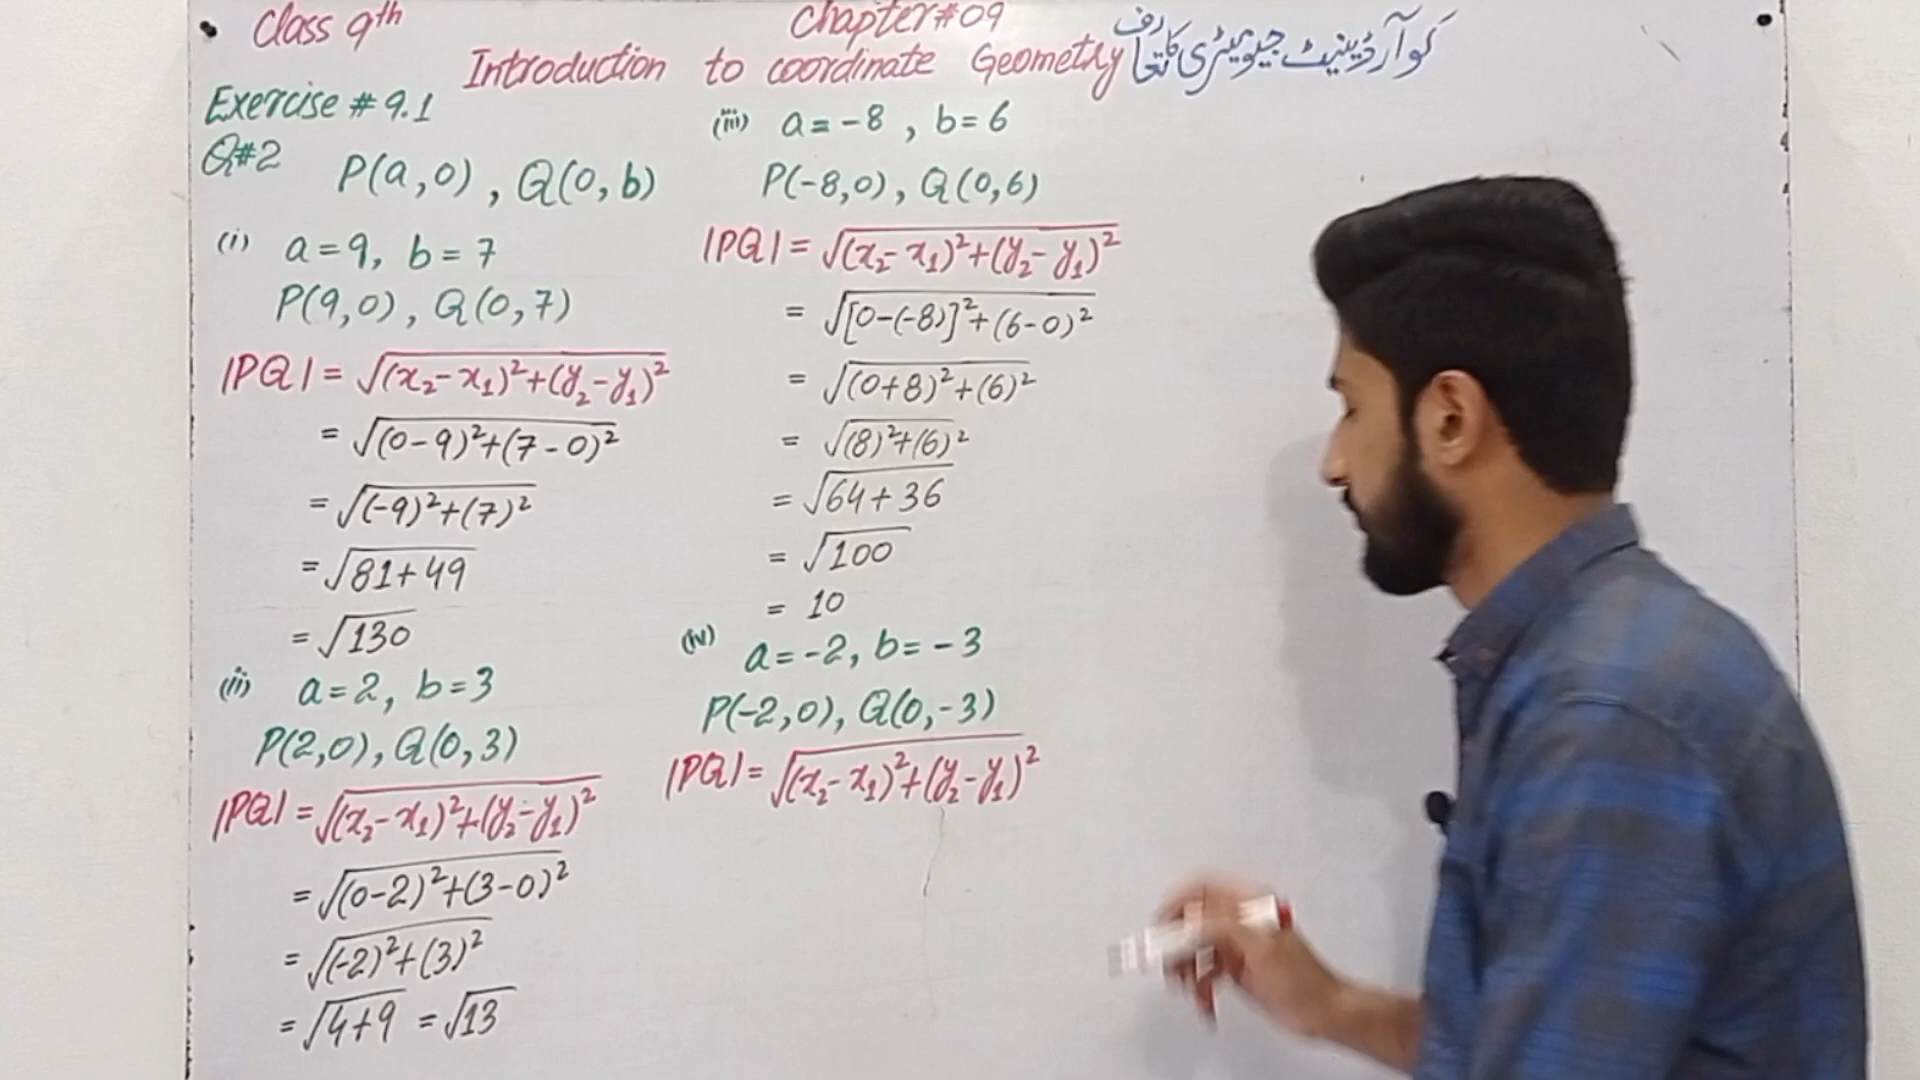 Class 9th
Chapter#09
Introduction to coordinate Geometry کوآرڈینیٹ جیومیٹری کا تعارف
Exercise # 9.1
Q#2
P(a,0), Q(0,b)
(i) a=9, b=7
P(9,0), Q(0,7)
|PQ| = √(x₂-x₁)²+(y₂-y₁)²
= √(0-9)²+(7-0)²
= √(-9)²+(7)²
= √81+49
= √130
(ii) a=2, b=3
P(2,0), Q(0,3)
|PQ| = √(x₂-x₁)²+(y₂-y₁)²
= √(0-2)²+(3-0)²
= √(-2)²+(3)²
= √4+9 = √13
(iii) a=-8, b=6
P(-8,0), Q(0,6)
|PQ| = √(x₂-x₁)²+(y₂-y₁)²
= √[0-(-8)]²+(6-0)²
= √(0+8)²+(6)²
= √(8)²+(6)²
= √64+36
= √100
= 10
(iv) a=-2, b=-3
P(-2,0), Q(0,-3)
|PQ| = √(x₂-x₁)²+(y₂-y₁)²